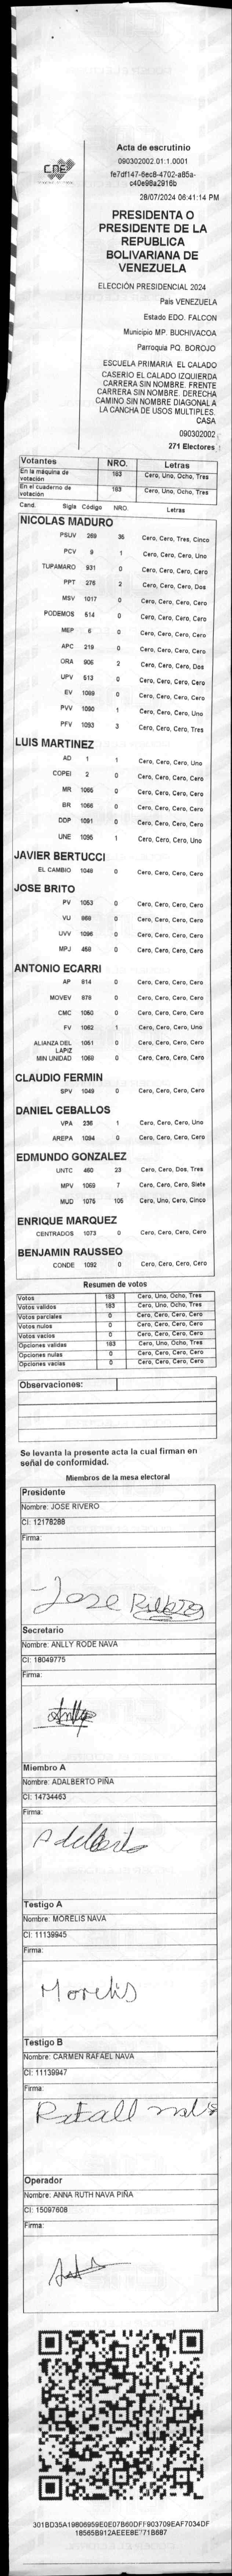 CNE
Acta de escrutinio
090302002.01.1.0001
fe7df147-6ec8-4702-a85a-
c40e98a2916b
28/07/2024 06:41:14 PM
PRESIDENTA O
PRESIDENTE DE LA
REPUBLICA
BOLIVARIANA DE
VENEZUELA
ELECCIÓN PRESIDENCIAL 2024
País VENEZUELA
Estado EDO. FALCON
Municipio MP. BUCHIVACOA
Parroquia PQ. BOROJO
ESCUELA PRIMARIA EL CALADO
CASERIO EL CALADO IZQUIERDA
CARRERA SIN NOMBRE. FRENTE
CARRERA SIN NOMBRE. DERECHA
CAMINO SIN NOMBRE DIAGONAL A
LA CANCHA DE USOS MULTIPLES.
CASA
090302002
271 Electores
Votantes NRO. Letras
En la máquina de votación 183 Cero, Uno, Ocho, Tres
En el cuaderno de votación 183 Cero, Uno, Ocho, Tres
Cand. Sigla Código NRO. Letras
NICOLAS MADURO
PSUV 269 35 Cero, Cero, Tres, Cinco
PCV 9 1 Cero, Cero, Cero, Uno
TUPAMARO 931 0 Cero, Cero, Cero, Cero
PPT 276 2 Cero, Cero, Cero, Dos
MSV 1017 0 Cero, Cero, Cero, Cero
PODEMOS 514 0 Cero, Cero, Cero, Cero
MEP 6 0 Cero, Cero, Cero, Cero
APC 219 0 Cero, Cero, Cero, Cero
ORA 906 2 Cero, Cero, Cero, Dos
UPV 513 0 Cero, Cero, Cero, Cero
EV 1089 0 Cero, Cero, Cero, Cero
PVV 1090 1 Cero, Cero, Cero, Uno
PFV 1093 3 Cero, Cero, Cero, Tres
LUIS MARTINEZ
AD 1 1 Cero, Cero, Cero, Uno
COPEI 2 0 Cero, Cero, Cero, Cero
MR 1065 0 Cero, Cero, Cero, Cero
BR 1066 0 Cero, Cero, Cero, Cero
DDP 1091 0 Cero, Cero, Cero, Cero
UNE 1095 1 Cero, Cero, Cero, Uno
JAVIER BERTUCCI
EL CAMBIO 1048 0 Cero, Cero, Cero, Cero
JOSE BRITO
PV 1053 0 Cero, Cero, Cero, Cero
VU 868 0 Cero, Cero, Cero, Cero
UVV 1096 0 Cero, Cero, Cero, Cero
MPJ 458 0 Cero, Cero, Cero, Cero
ANTONIO ECARRI
AP 814 0 Cero, Cero, Cero, Cero
MOVEV 878 0 Cero, Cero, Cero, Cero
CMC 1050 0 Cero, Cero, Cero, Cero
FV 1062 1 Cero, Cero, Cero, Uno
ALIANZA DEL LAPIZ 1051 0 Cero, Cero, Cero, Cero
MIN UNIDAD 1068 0 Cero, Cero, Cero, Cero
CLAUDIO FERMIN
SPV 1049 0 Cero, Cero, Cero, Cero
DANIEL CEBALLOS
VPA 236 1 Cero, Cero, Cero, Uno
AREPA 1094 0 Cero, Cero, Cero, Cero
EDMUNDO GONZALEZ
UNTC 460 23 Cero, Cero, Dos, Tres
MPV 1069 7 Cero, Cero, Cero, Siete
MUD 1075 105 Cero, Uno, Cero, Cinco
ENRIQUE MARQUEZ
CENTRADOS 1073 0 Cero, Cero, Cero, Cero
BENJAMIN RAUSSEO
CONDE 1092 0 Cero, Cero, Cero, Cero
Resumen de votos
Votos 183 Cero, Uno, Ocho, Tres
Votos validos 183 Cero, Uno, Ocho, Tres
Votos parciales 0 Cero, Cero, Cero, Cero
Votos nulos 0 Cero, Cero, Cero, Cero
Votos vacios 0 Cero, Cero, Cero, Cero
Opciones validas 183 Cero, Uno, Ocho, Tres
Opciones nulas 0 Cero, Cero, Cero, Cero
Opciones vacias 0 Cero, Cero, Cero, Cero
Observaciones:
Se levanta la presente acta la cual firman en
señal de conformidad.
Miembros de la mesa electoral
Presidente
Nombre: JOSE RIVERO
CI: 12178288
Firma:
Jose Rivero
Secretario
Nombre: ANLLY RODE NAVA
CI: 18049775
Firma:
Anlly
Miembro A
Nombre: ADALBERTO PIÑA
CI: 14734463
Firma:
Adelberto
Testigo A
Nombre: MORELIS NAVA
CI: 11139945
Firma:
Morelis
Testigo B
Nombre: CARMEN RAFAEL NAVA
CI: 11139947
Firma:
Operador
Nombre: ANNA RUTH NAVA PIÑA
CI: 15097608
Firma:
301BD35A19806959E0E07B60DFF903709EAF7034DF
18565B912AEEE8E771B687